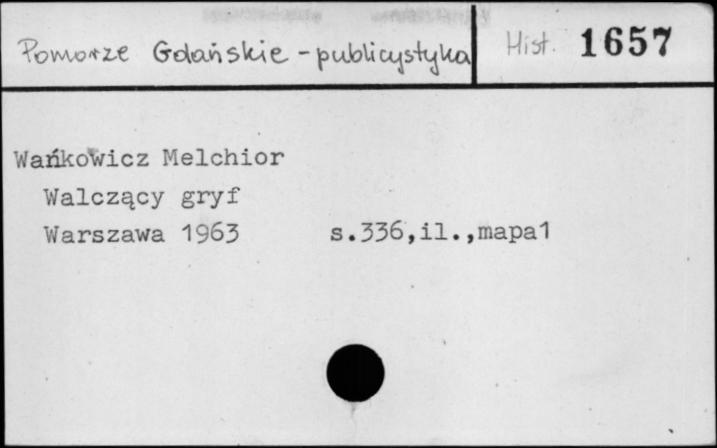 Pomorze Gdańskie - publicystyka
Hist. 1657
Wańkowicz Melchior
Walczący gryf
Warszawa 1963 s.336,il.,mapa1